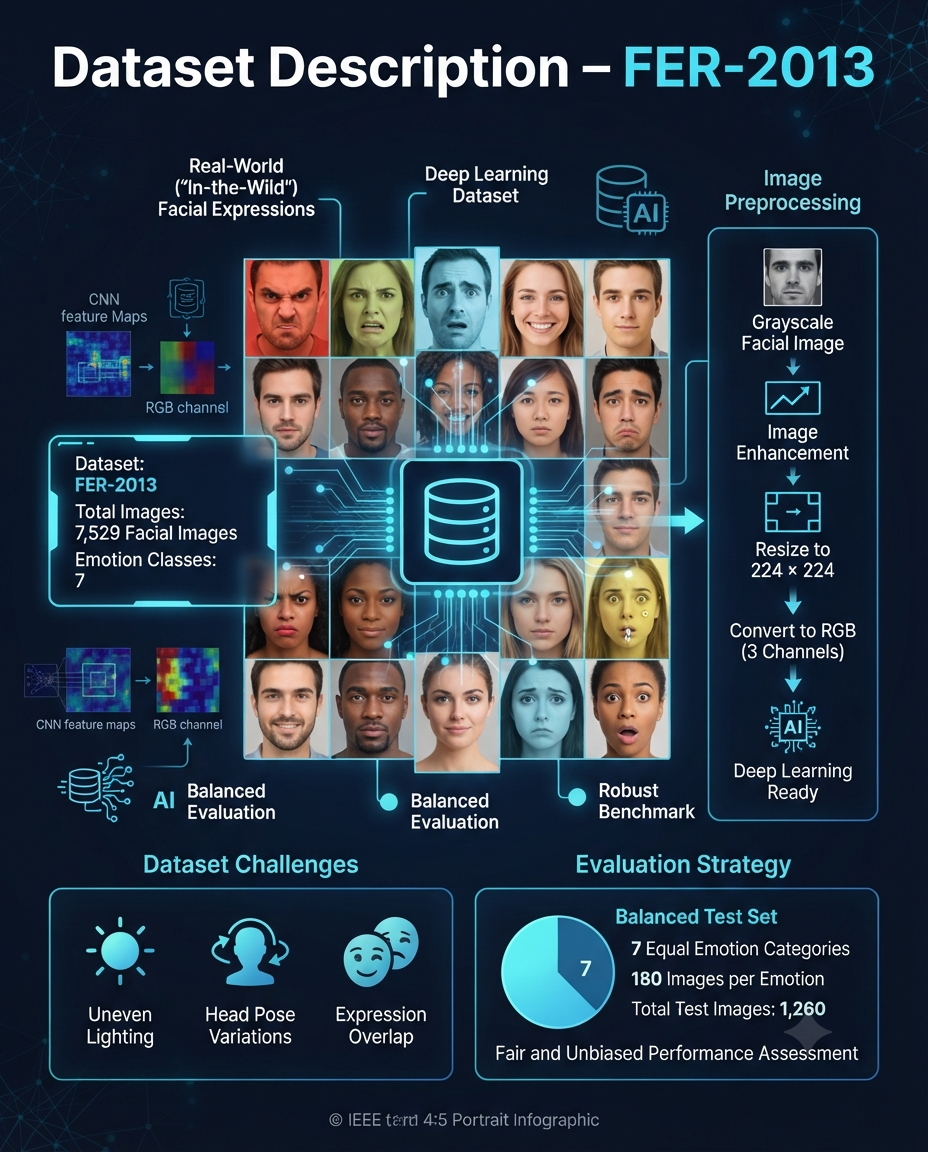 Dataset Description – FER-2013
Real-World
("In-the-Wild")
Facial Expressions
Deep Learning
Dataset
AI
Image
Preprocessing
CNN
feature Maps
RGB channel
Grayscale
Facial Image
Image
Enhancement
Resize to
224 × 224
Convert to RGB
(3 Channels)
AI
Deep Learning
Ready
Dataset:
FER-2013
Total Images:
7,529 Facial Images
Emotion Classes:
7
CNN feature maps
RGB channel
AI
Balanced
Evaluation
Balanced
Evaluation
Robust
Benchmark
Dataset Challenges
Uneven
Lighting
Head Pose
Variations
Expression
Overlap
Evaluation Strategy
7
Balanced Test Set
7 Equal Emotion Categories
180 Images per Emotion
Total Test Images: 1,260
Fair and Unbiased Performance Assessment
© IEEE 4:5 Portrait Infographic